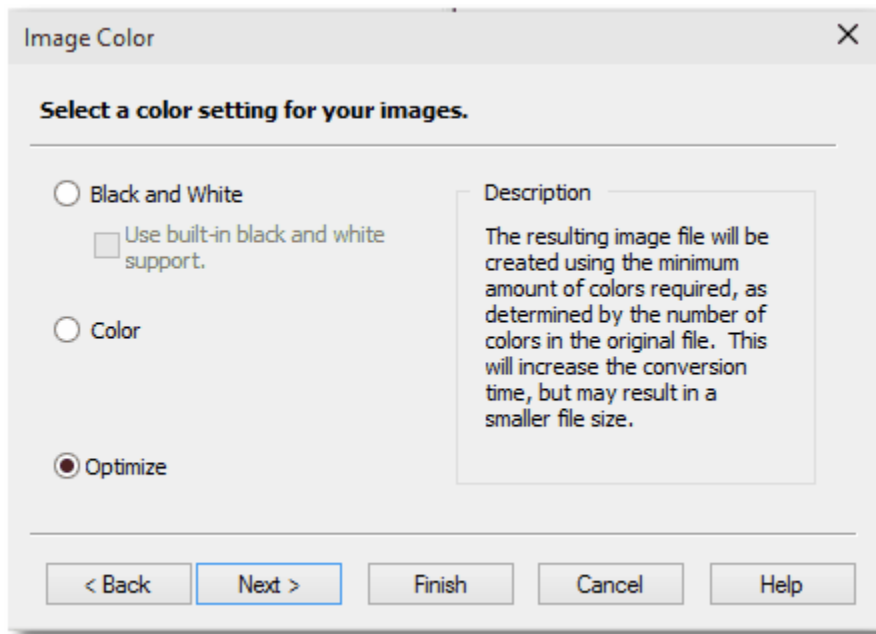 Image Color
Select a color setting for your images.
Black and White
Use built-in black and white
support.
Color
Optimize
Description
The resulting image file will be
created using the minimum
amount of colors required, as
determined by the number of
colors in the original file.  This
will increase the conversion
time, but may result in a
smaller file size.
< Back
Next >
Finish
Cancel
Help